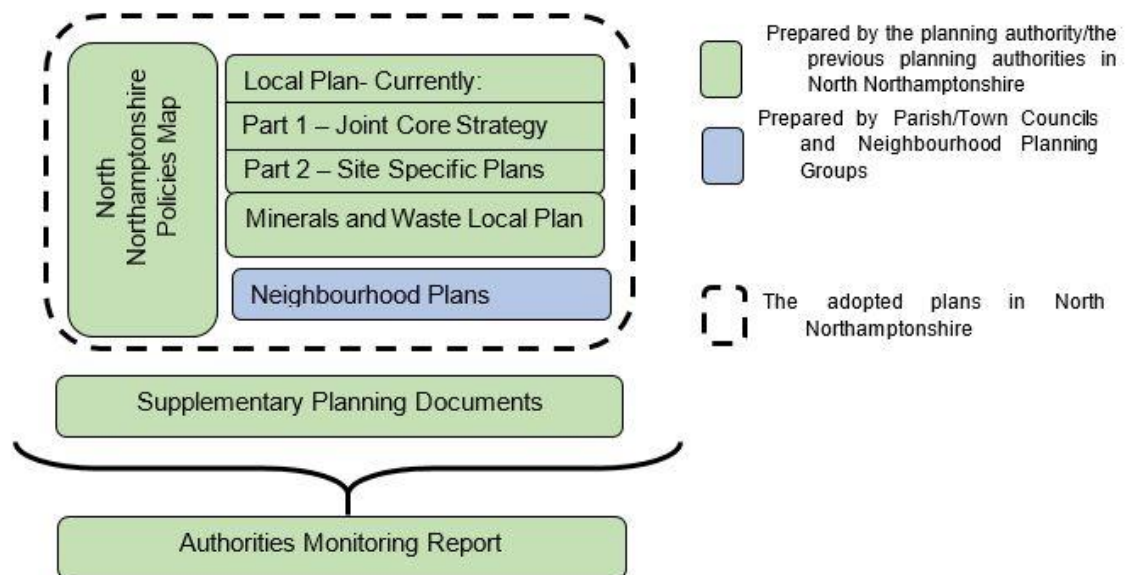 North
Northamptonshire
Policies Map
Local Plan- Currently:
Part 1 – Joint Core Strategy
Part 2 – Site Specific Plans
Minerals and Waste Local Plan
Neighbourhood Plans
Supplementary Planning Documents
Authorities Monitoring Report
Prepared by the planning authority/the
previous planning authorities in
North Northamptonshire
Prepared by Parish/Town Councils
and Neighbourhood Planning
Groups
The adopted plans in North
Northamptonshire